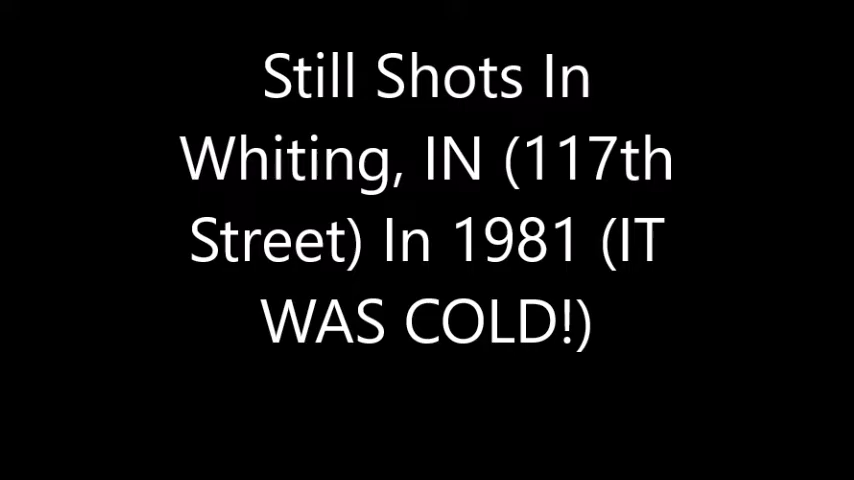 Still Shots In
Whiting, IN (117th
Street) In 1981 (IT
WAS COLD!)